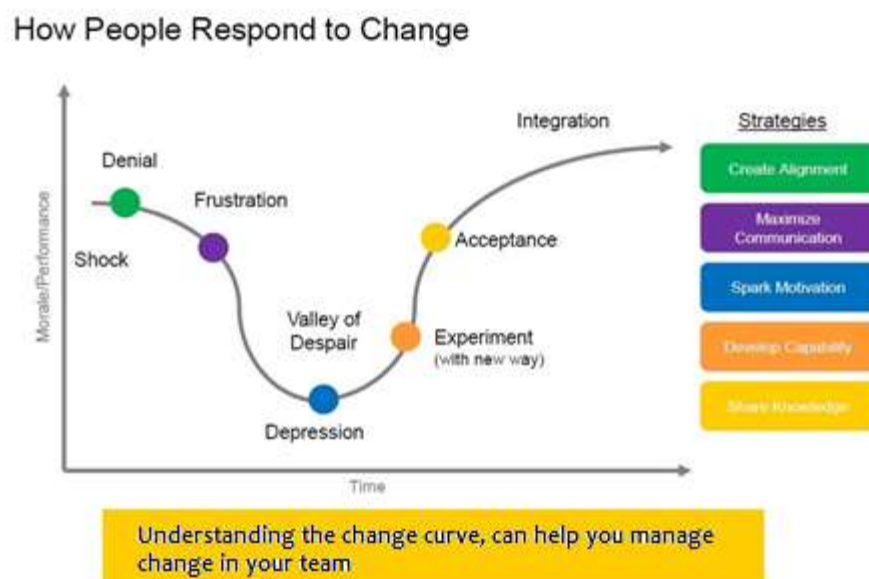 How People Respond to Change
Morale/Performance
Denial
Shock
Frustration
Valley of
Despair
Depression
Experiment
(with new way)
Acceptance
Integration
Time
Strategies
Create Alignment
Maximize
Communication
Spark Motivation
Develop Capability
Share Knowledge
Understanding the change curve, can help you manage
change in your team